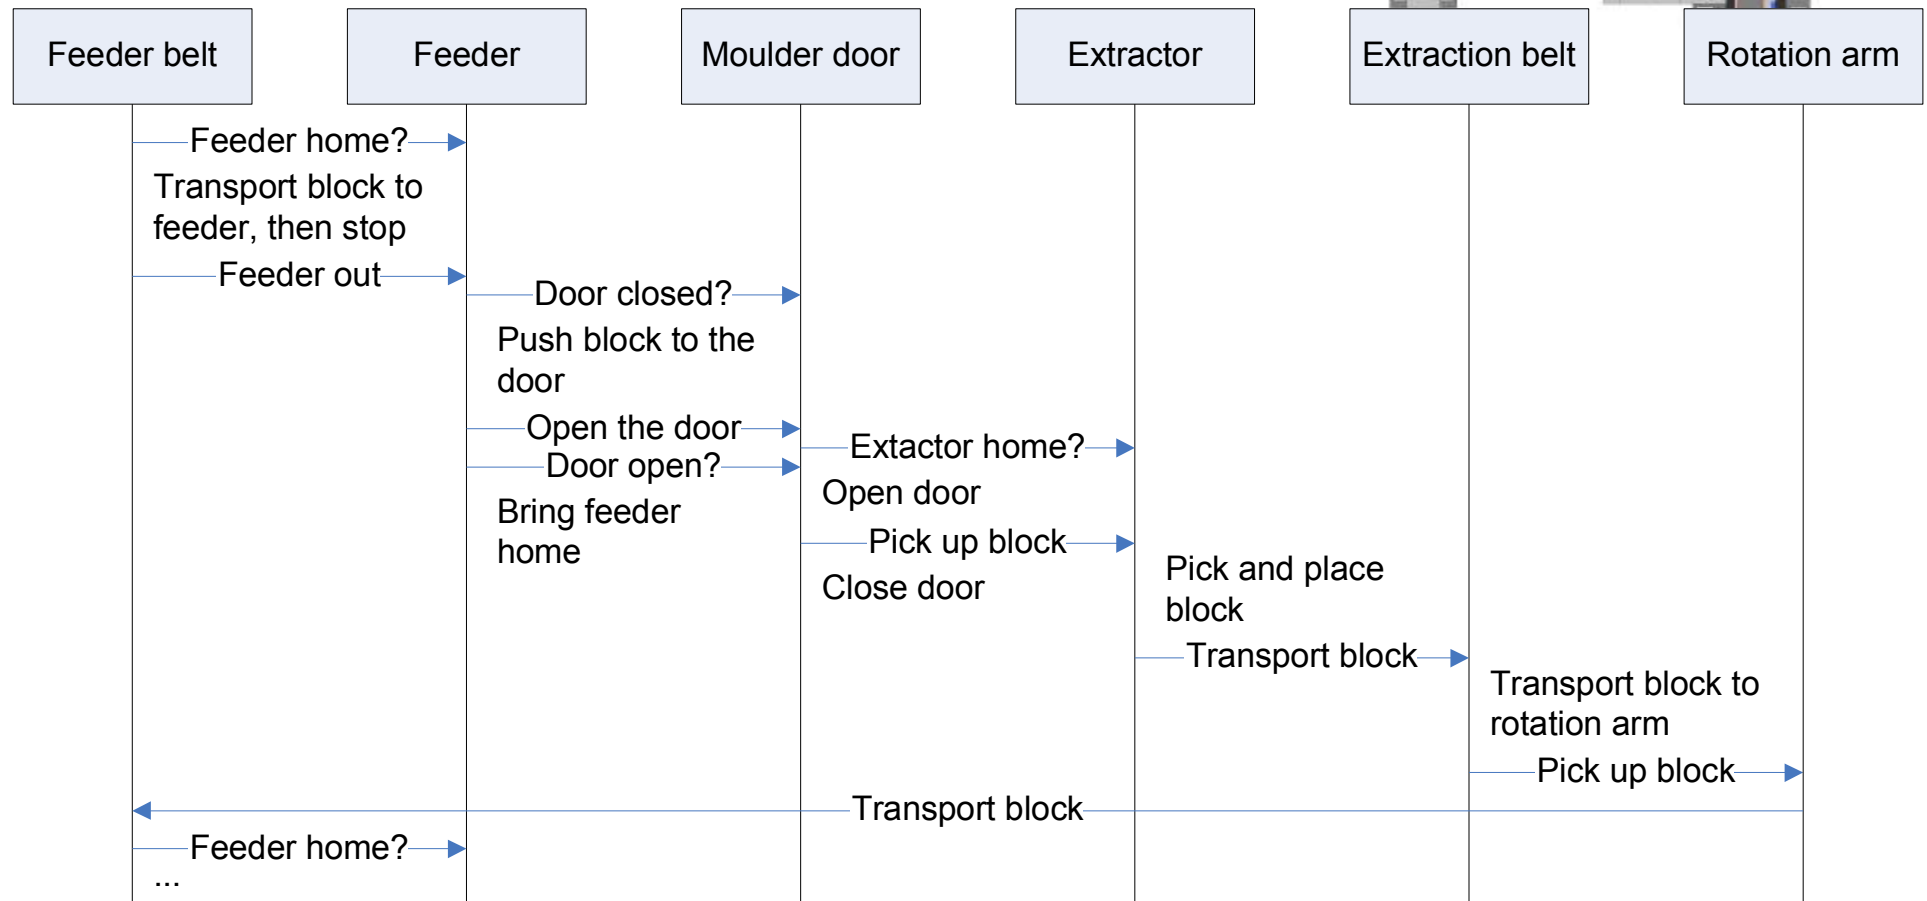 Feeder belt
Feeder
Moulder door
Extractor
Extraction belt
Rotation arm
Feeder home?
Transport block to
feeder, then stop
Feeder out
Door closed?
Push block to the
door
Open the door
Extactor home?
Door open?
Open door
Bring feeder
home
Pick up block
Close door
Pick and place
block
Transport block
Transport block to
rotation arm
Pick up block
Transport block
Feeder home?
...